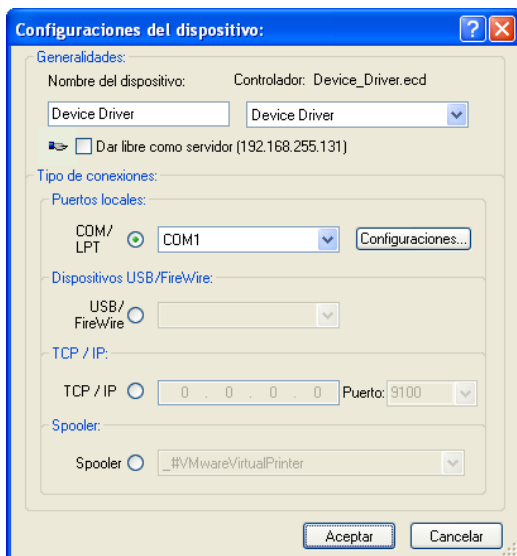 Configuraciones del dispositivo:
Generalidades:
Nombre del dispositivo: Controlador: Device_Driver.ecd
Device Driver Device Driver
Dar libre como servidor (192.168.255.131)
Tipo de conexiones:
Puertos locales:
COM/
LPT COM1 Configuraciones...
Dispositivos USB/FireWire:
USB/
FireWire
TCP / IP:
TCP / IP 0 . 0 . 0 . 0 Puerto: 9100
Spooler:
Spooler _#VMwareVirtualPrinter
Aceptar Cancelar